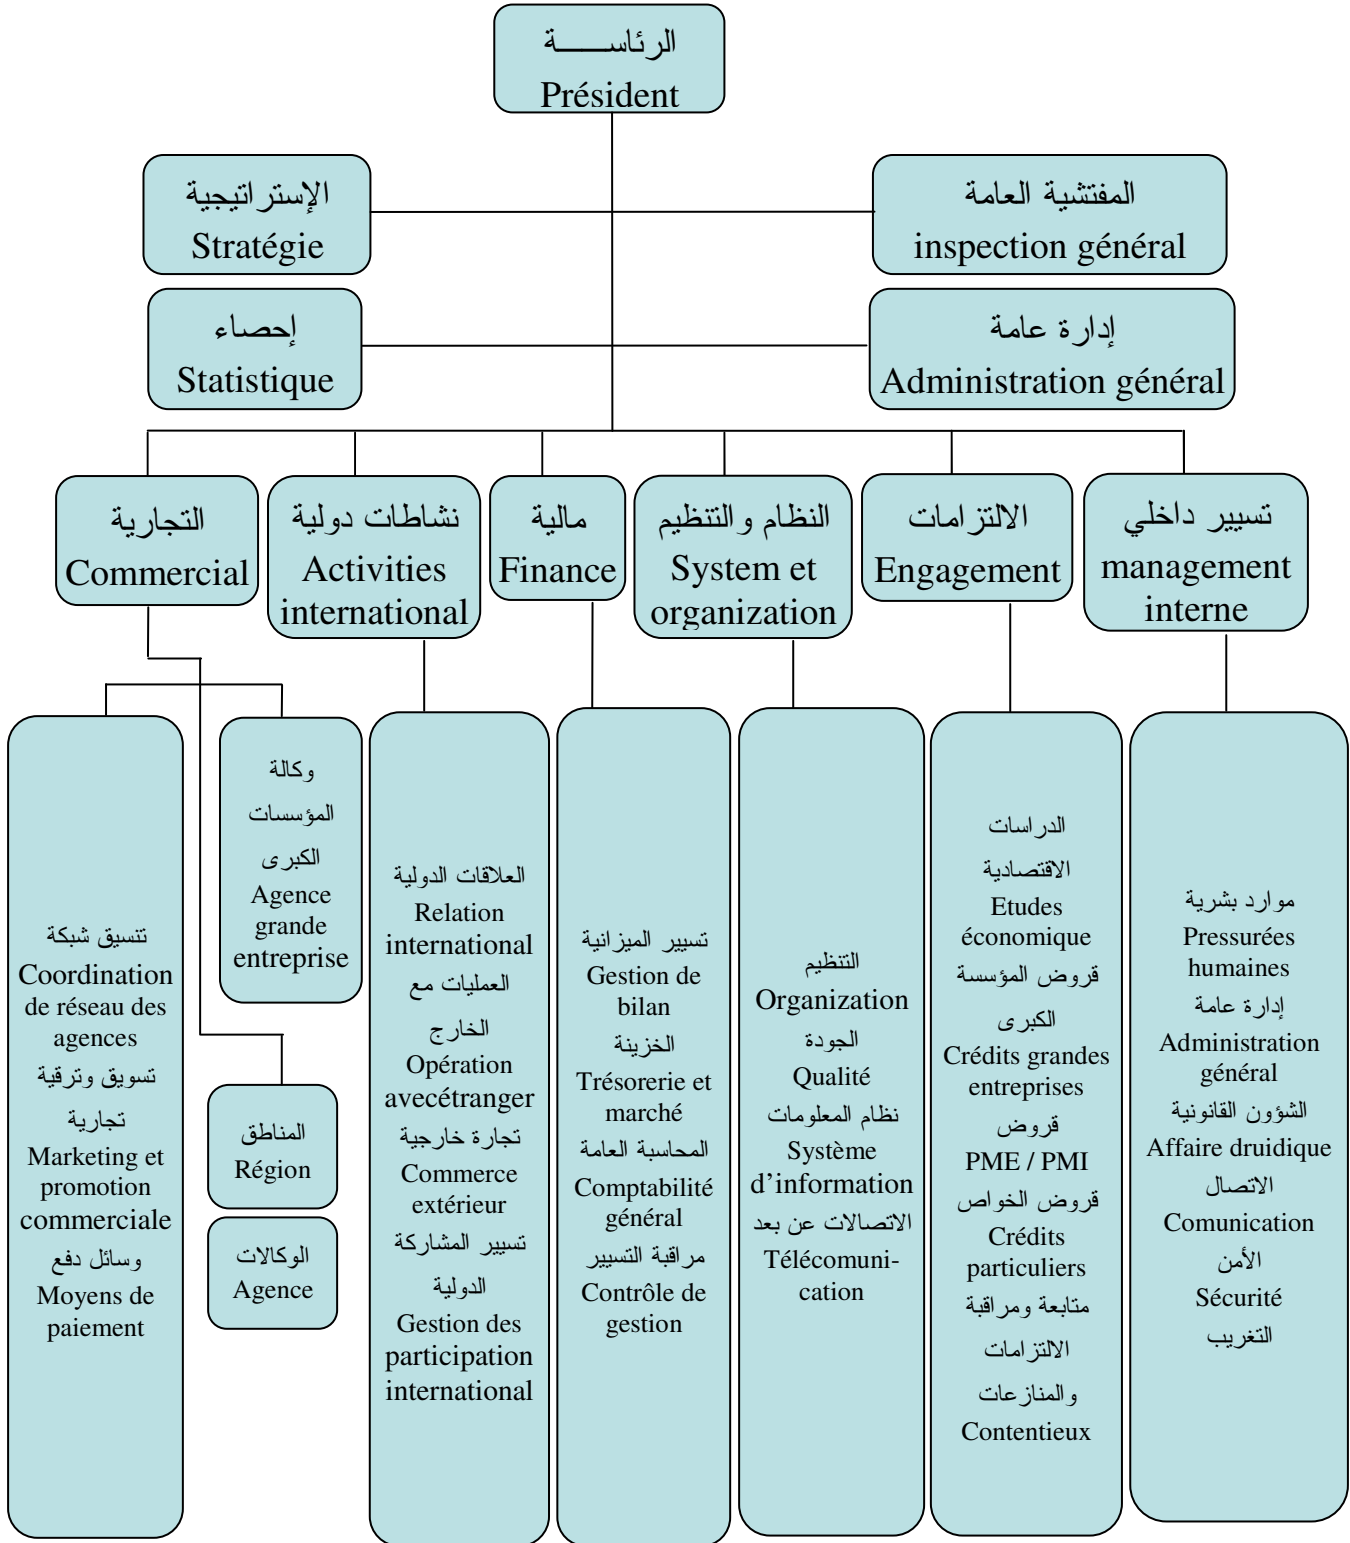 الرئاســـــة
Président
الإستراتيجية
Stratégie
المفتشية العامة
inspection général
إحصاء
Statistique
إدارة عامة
Administration général
التجارية
Commercial
نشاطات دولية
Activities
international
مالية
Finance
النظام والتنظيم
System et
organization
الالتزامات
Engagement
تسيير داخلي
management
interne
تنسيق شبكة
Coordination
de réseau des
agences
تسويق وترقية
تجارية
Marketing et
promotion
commerciale
وسائل دفع
Moyens de
paiement
وكالة
المؤسسات
الكبرى
Agence
grande
entreprise
المناطق
Région
الوكالات
Agence
العلاقات الدولية
Relation
international
العمليات مع
الخارج
Opération
avecétranger
تجارة خارجية
Commerce
extérieur
تسيير المشاركة
الدولية
Gestion des
participation
international
تسيير الميزانية
Gestion de
bilan
الخزينة
Trésorerie et
marché
المحاسبة العامة
Comptabilité
général
مراقبة التسيير
Contrôle de
gestion
التنظيم
Organization
الجودة
Qualité
نظام المعلومات
Système
d’information
الاتصالات عن بعد
Télécomuni-
cation
الدراسات
الاقتصادية
Etudes
économique
قروض المؤسسة
الكبرى
Crédits grandes
entreprises
قروض
PME / PMI
قروض الخواص
Crédits
particuliers
متابعة ومراقبة
الالتزامات
والمنازعات
Contentieux
موارد بشرية
Pressurées
humaines
إدارة عامة
Administration
général
الشؤون القانونية
Affaire druidique
الاتصال
Comunication
الأمن
Sécurité
التغريب